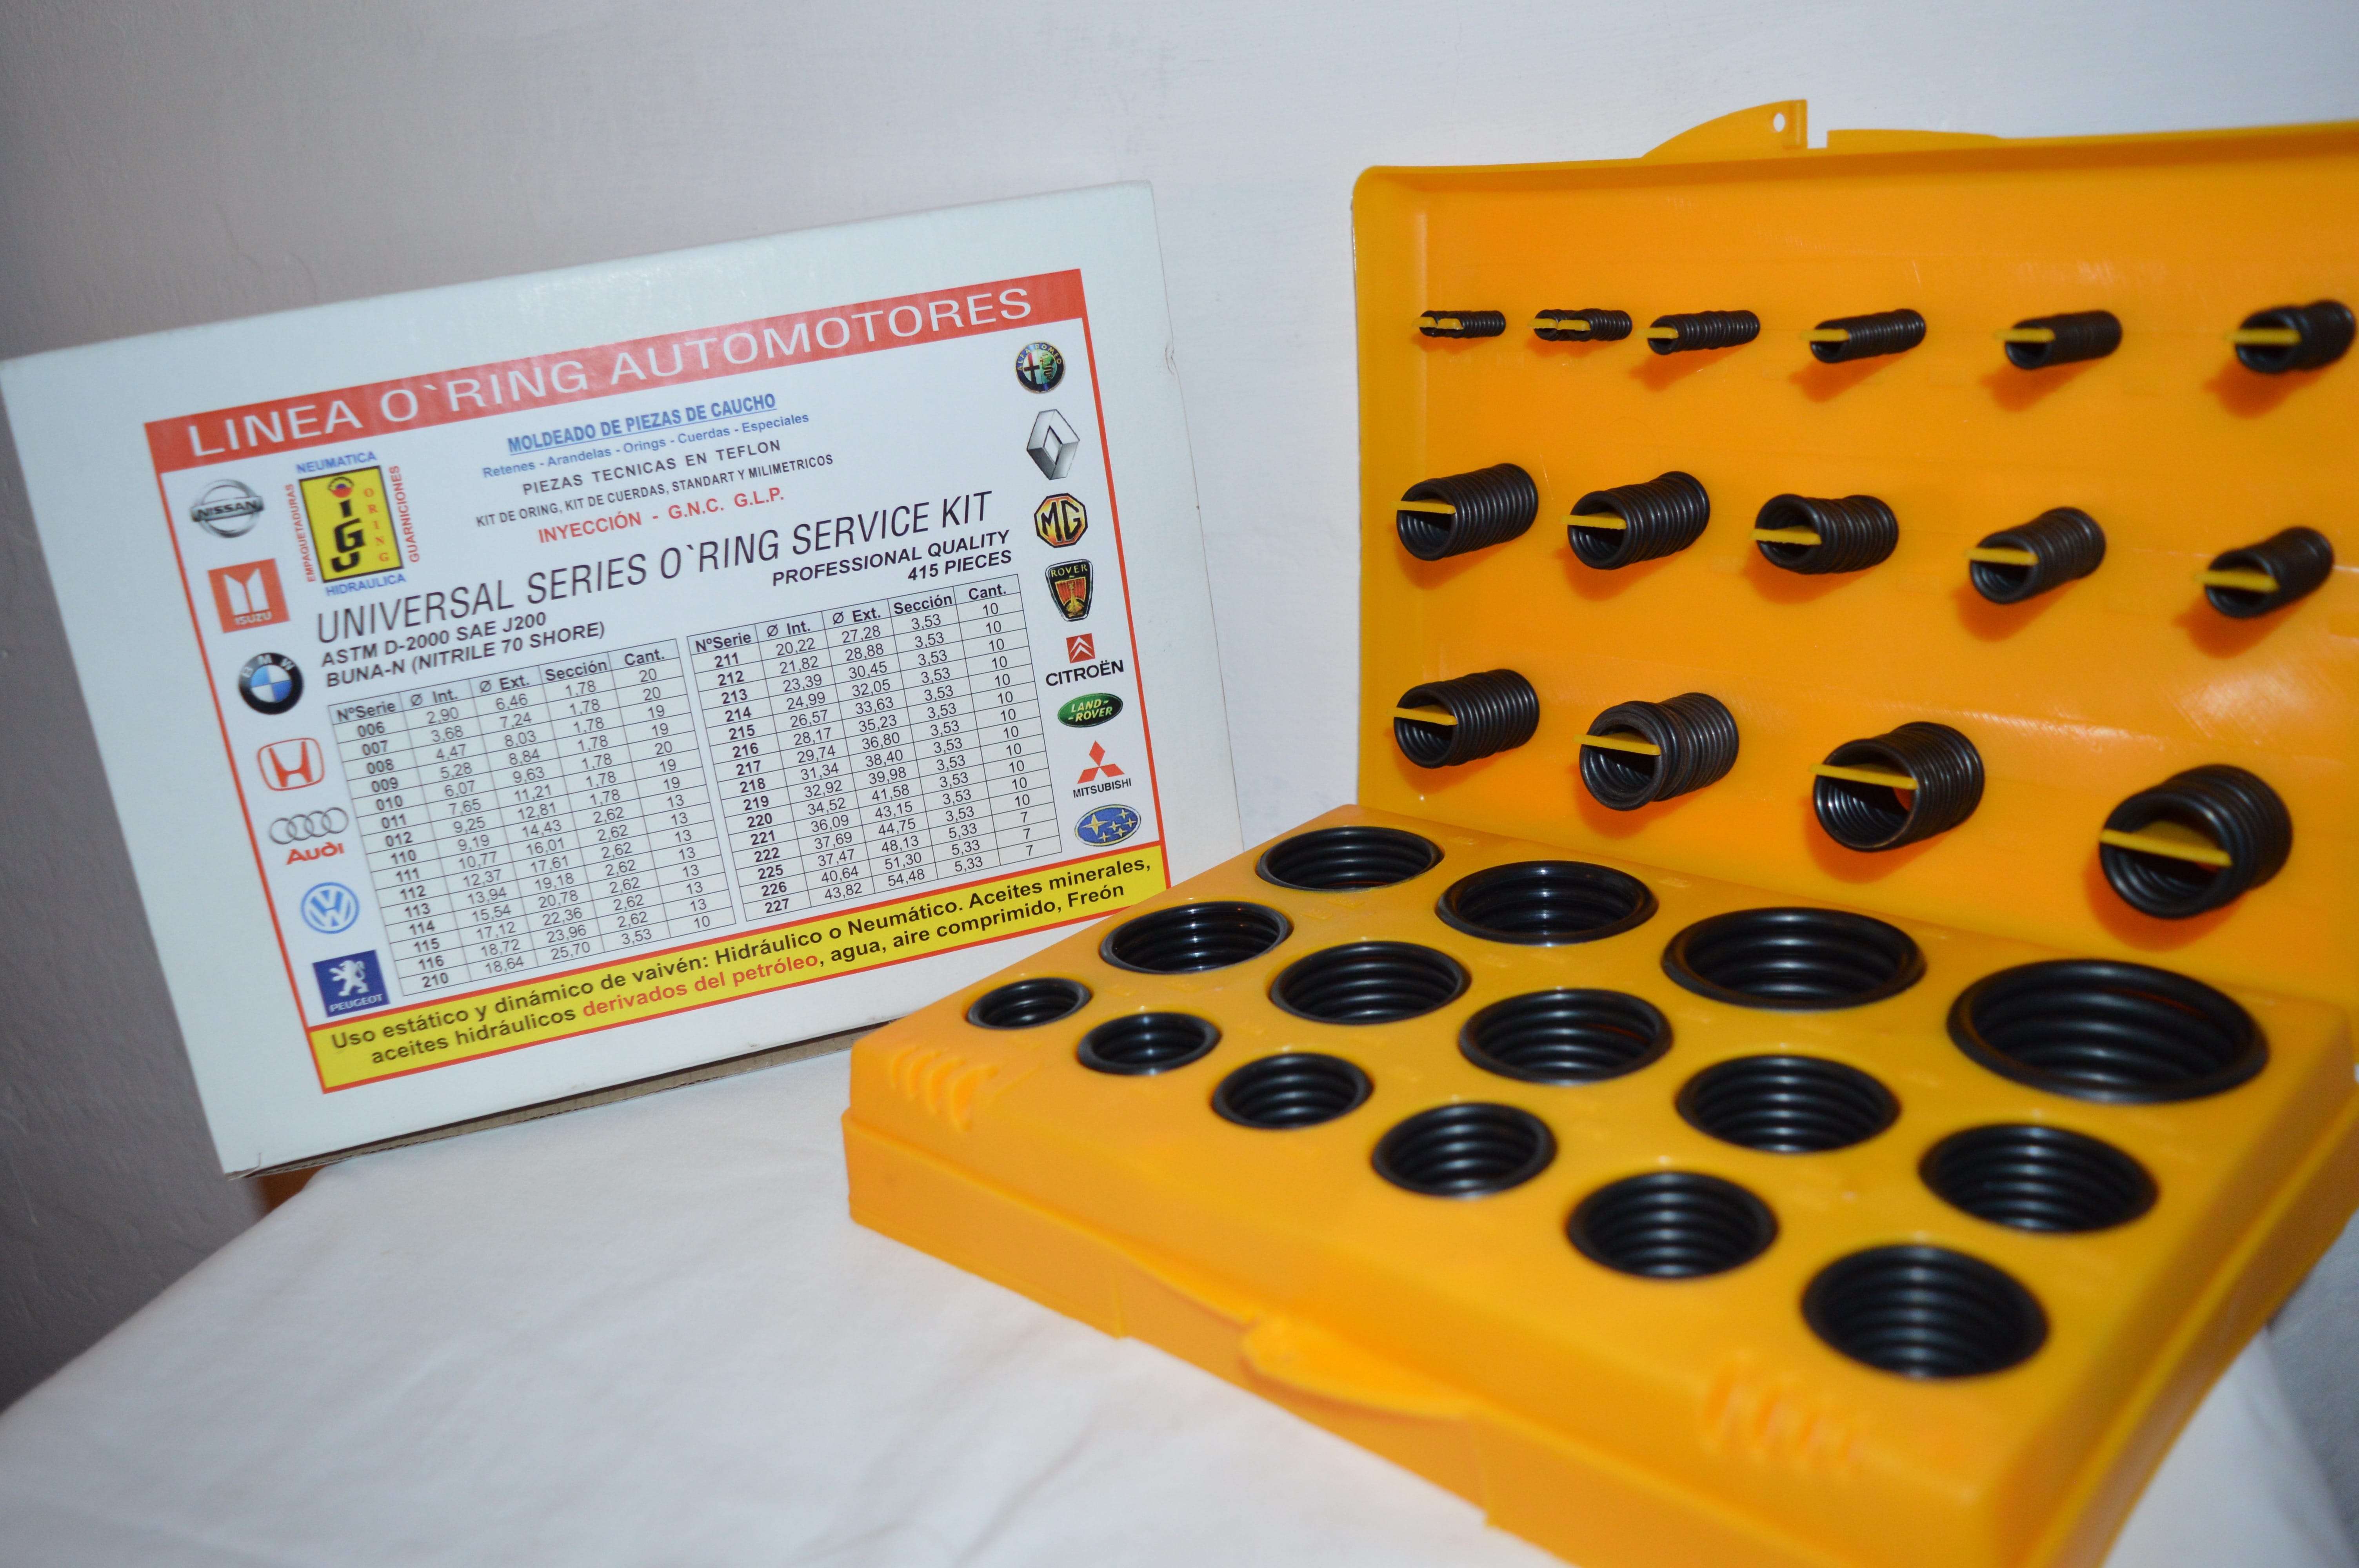 LINEA O`RING AUTOMOTORES
NEUMATICA
EMPAQUETADURAS
OIGU
ORING
GUARNICIONES
HIDRAULICA
MOLDEADO DE PIEZAS DE CAUCHO
Retenes - Arandelas - Orings - Cuerdas - Especiales
PIEZAS TECNICAS EN TEFLON
KIT DE ORING, KIT DE CUERDAS, STANDART Y MILIMETRICOS
INYECCIÓN - G.N.C. G.L.P.
UNIVERSAL SERIES O`RING SERVICE KIT
PROFESSIONAL QUALITY
415 PIECES
ASTM D-2000 SAE J200
BUNA-N (NITRILE 70 SHORE)
NºSerie Ø Int. Ø Ext. Sección Cant.
006 2,90 6,46 1,78 20
007 3,68 7,24 1,78 20
008 4,47 8,03 1,78 19
009 5,28 8,84 1,78 19
010 6,07 9,63 1,78 20
011 7,65 11,21 1,78 19
012 9,25 12,81 1,78 19
110 9,19 14,43 2,62 13
111 10,77 16,01 2,62 13
112 12,37 17,61 2,62 13
113 13,94 19,18 2,62 13
114 15,54 20,78 2,62 13
115 17,12 22,36 2,62 13
116 18,72 23,96 2,62 13
210 18,64 25,70 3,53 10
NºSerie Ø Int. Ø Ext. Sección Cant.
211 20,22 27,28 3,53 10
212 21,82 28,88 3,53 10
213 23,39 30,45 3,53 10
214 24,99 32,05 3,53 10
215 26,57 33,63 3,53 10
216 28,17 35,23 3,53 10
217 29,74 36,80 3,53 10
218 31,34 38,40 3,53 10
219 32,92 39,98 3,53 10
220 34,52 41,58 3,53 10
221 36,09 43,15 3,53 10
222 37,69 44,75 3,53 10
225 37,47 48,13 5,33 7
226 40,64 51,30 5,33 7
227 43,82 54,48 5,33 7
NISSAN
ISUZU
BMW
Audi
PEUGEOT
ALFA ROMEO
MG
ROVER
CITROËN
LAND-
-ROVER
MITSUBISHI
Uso estático y dinámico de vaivén: Hidráulico o Neumático. Aceites minerales,
aceites hidráulicos derivados del petróleo, agua, aire comprimido, Freón